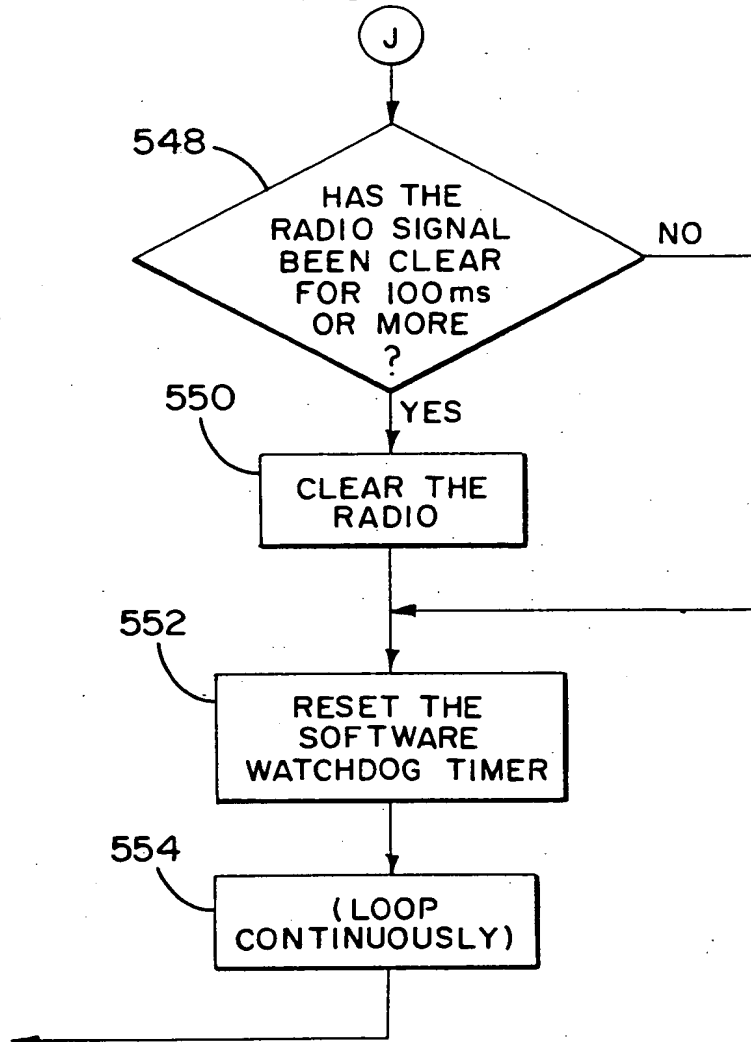 J
548
HAS THE
RADIO SIGNAL
BEEN CLEAR
FOR 100ms
OR MORE
?
NO
YES
550
CLEAR THE
RADIO
552
RESET THE
SOFTWARE
WATCHDOG TIMER
554
(LOOP
CONTINUOUSLY)